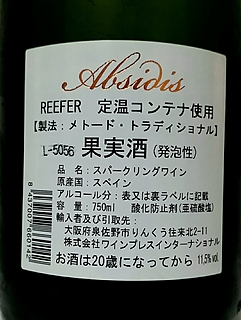 Absidis
REEFER 定温コンテナ使用
【製法:メトード・トラディショナル】
L-5056 果実酒(発泡性)
品名:スパークリングワイン
原産国:スペイン
アルコール分:表又は裏ラベルに記載
容量:750ml 酸化防止剤(亜硫酸塩)
輸入者及び引取先:
大阪府泉佐野市りんくう往来北2-11
株式会社ワインプレスインターナショナル
お酒は20歳になってから 11,5% vol.
8437007660142